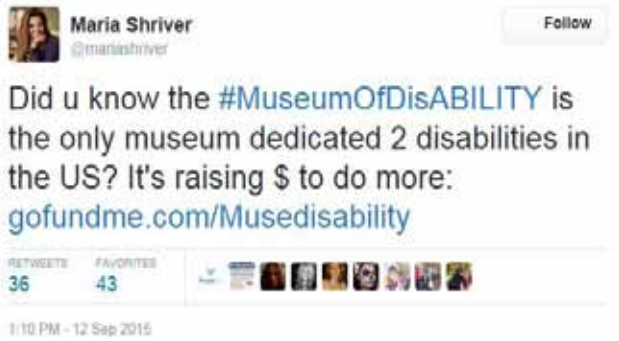 Maria Shriver
@mariashriver
Follow
Did u know the #MuseumOfDisABILITY is
the only museum dedicated 2 disabilities in
the US? It's raising $ to do more:
gofundme.com/Musedisability
RETWEETS FAVORITES
36 43
1:10 PM - 12 Sep 2015